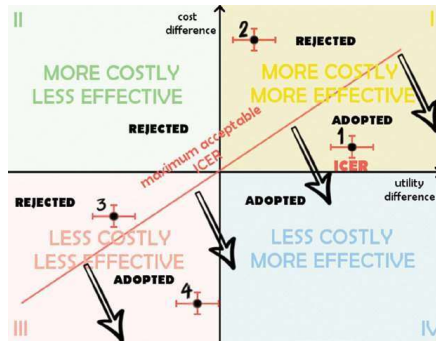 II
cost
difference
2
REJECTED
I
MORE COSTLY
LESS EFFECTIVE
MORE COSTLY
MORE EFFECTIVE
REJECTED
ADOPTED
1
ICER
maximum acceptable
ICER
utility
difference
REJECTED
3
ADOPTED
LESS COSTLY
LESS EFFECTIVE
LESS COSTLY
MORE EFFECTIVE
ADOPTED
4
III
IV